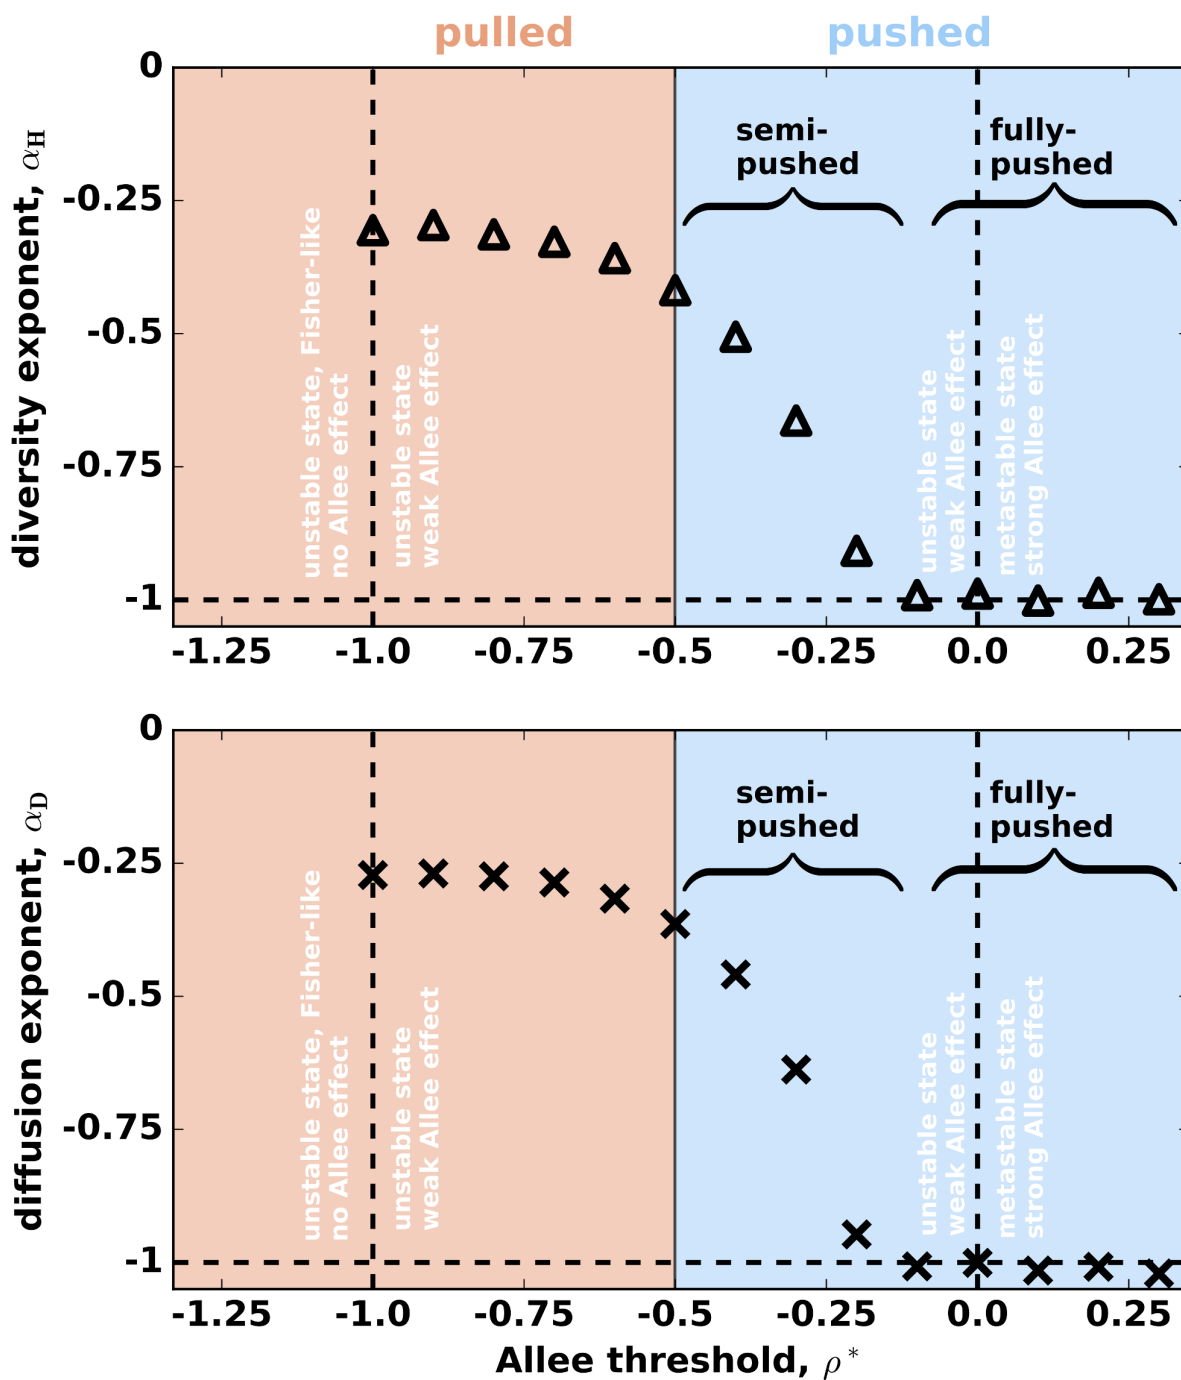 pulled
pushed
diversity exponent, α_H
0
-0.25
-0.5
-0.75
-1
semi-
pushed
fully-
pushed
unstable state, Fisher-like
no Allee effect
unstable state
weak Allee effect
unstable state
weak Allee effect
metastable state
strong Allee effect
-1.25
-1.0
-0.75
-0.5
-0.25
0.0
0.25
diffusion exponent, α_D
0
-0.25
-0.5
-0.75
-1
semi-
pushed
fully-
pushed
unstable state, Fisher-like
no Allee effect
unstable state
weak Allee effect
unstable state
weak Allee effect
metastable state
strong Allee effect
-1.25
-1.0
-0.75
-0.5
-0.25
0.0
0.25
Allee threshold, ρ*